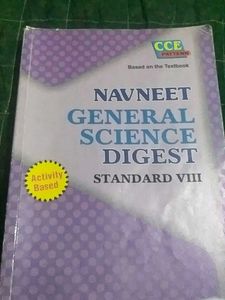 CCE
PATTERN
Based on the Textbook
NAVNEET
GENERAL
SCIENCE
DIGEST
STANDARD VIII
Activity
Based